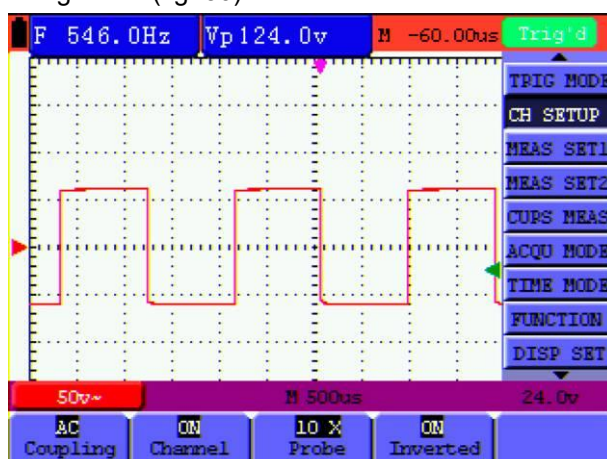 F 546.0Hz Vp124.0v M -60.00us Trig'd
TRIG MODE
CH SETUP
MEAS SET1
MEAS SET2
CUPS MEAS
ACQU MODE
TIME MODE
FUNCTION
DISP SET
50v~ M 500us 24.0v
AC ON 10 X ON
Coupling Channel Probe Inverted